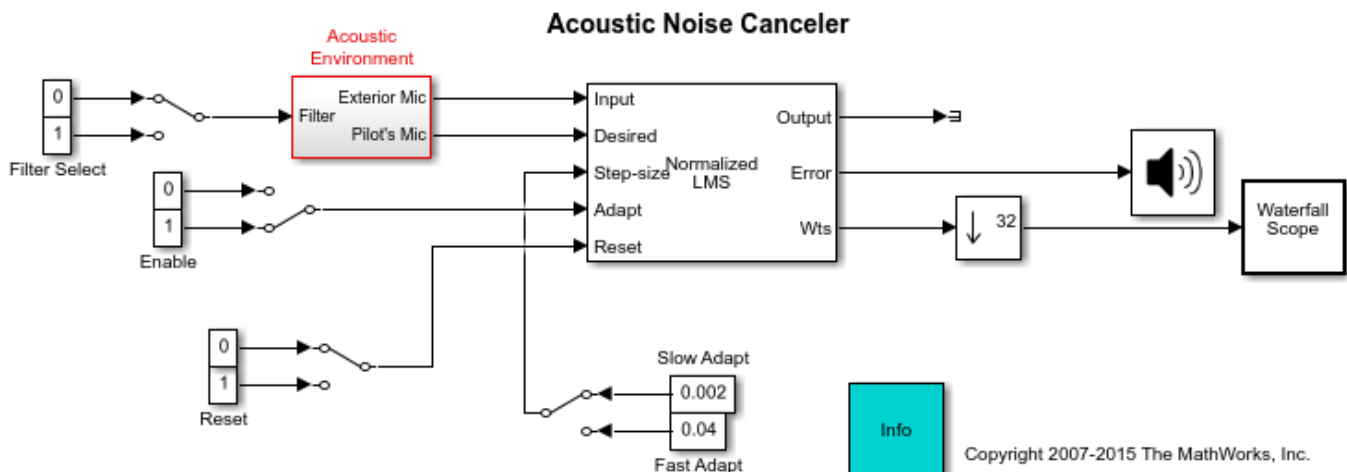 Acoustic Noise Canceler
Acoustic
Environment
0
1
Filter Select
Filter
Exterior Mic
Pilot's Mic
0
1
Enable
0
1
Reset
Input
Desired
Step-size
Adapt
Reset
Normalized
LMS
Output
Error
Wts
32
Waterfall
Scope
Slow Adapt
0.002
0.04
Fast Adapt
Info
Copyright 2007-2015 The MathWorks, Inc.